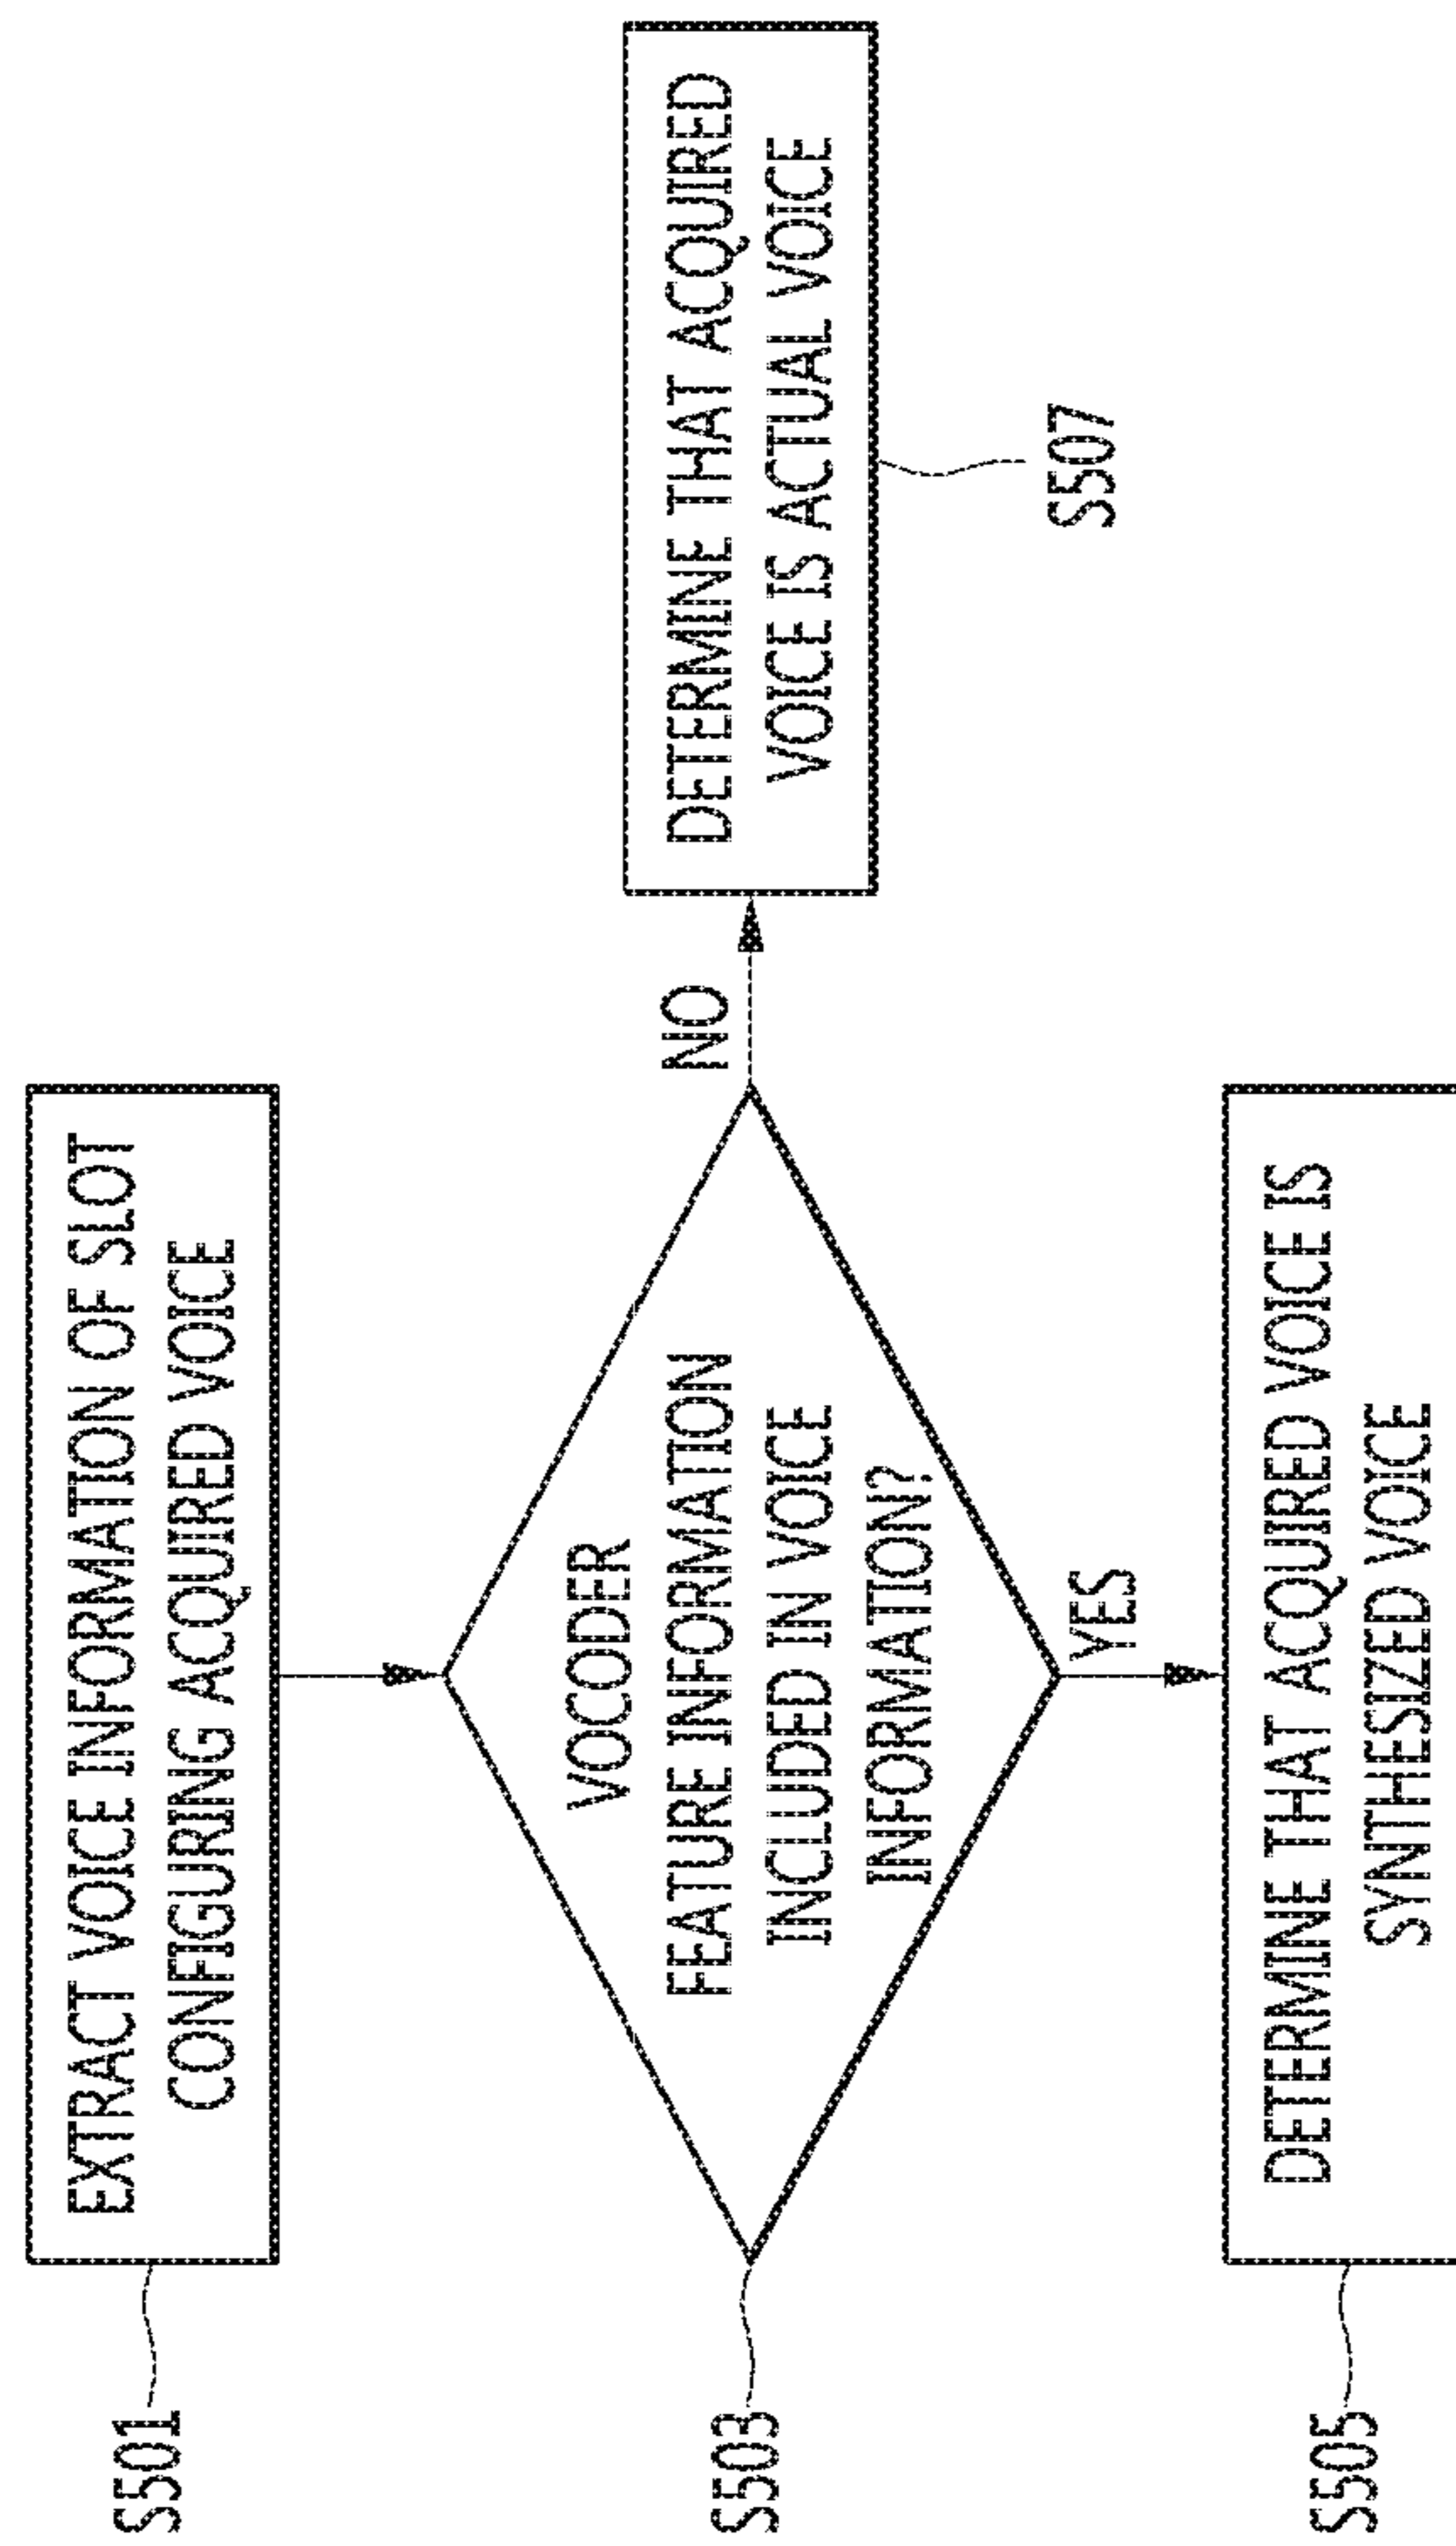 S501
EXTRACT VOICE INFORMATION OF SLOT
CONFIGURING ACQUIRED VOICE
S503
VOCODER
FEATURE INFORMATION
INCLUDED IN VOICE
INFORMATION?
NO
DETERMINE THAT ACQUIRED
VOICE IS ACTUAL VOICE
S507
YES
S505
DETERMINE THAT ACQUIRED VOICE IS
SYNTHESIZED VOICE